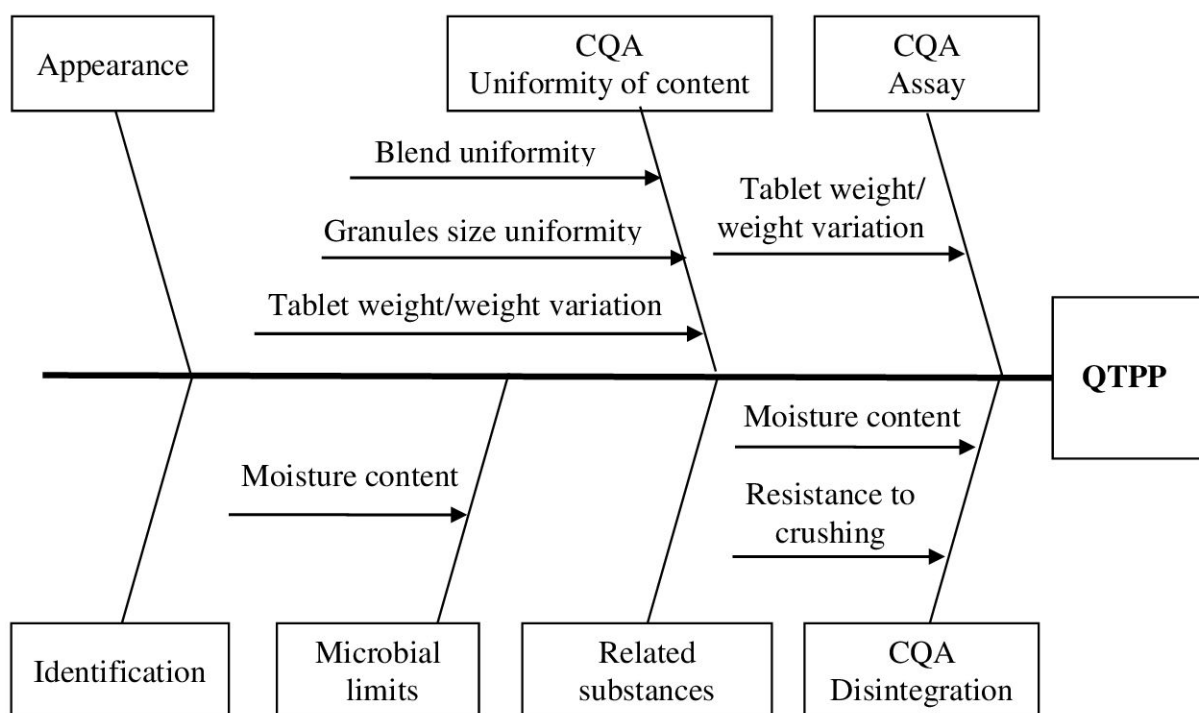 Appearance
CQA
Uniformity of content
CQA
Assay
Blend uniformity
Granules size uniformity
Tablet weight/weight variation
Tablet weight/
weight variation
QTPP
Moisture content
Resistance to
crushing
Moisture content
Identification
Microbial
limits
Related
substances
CQA
Disintegration